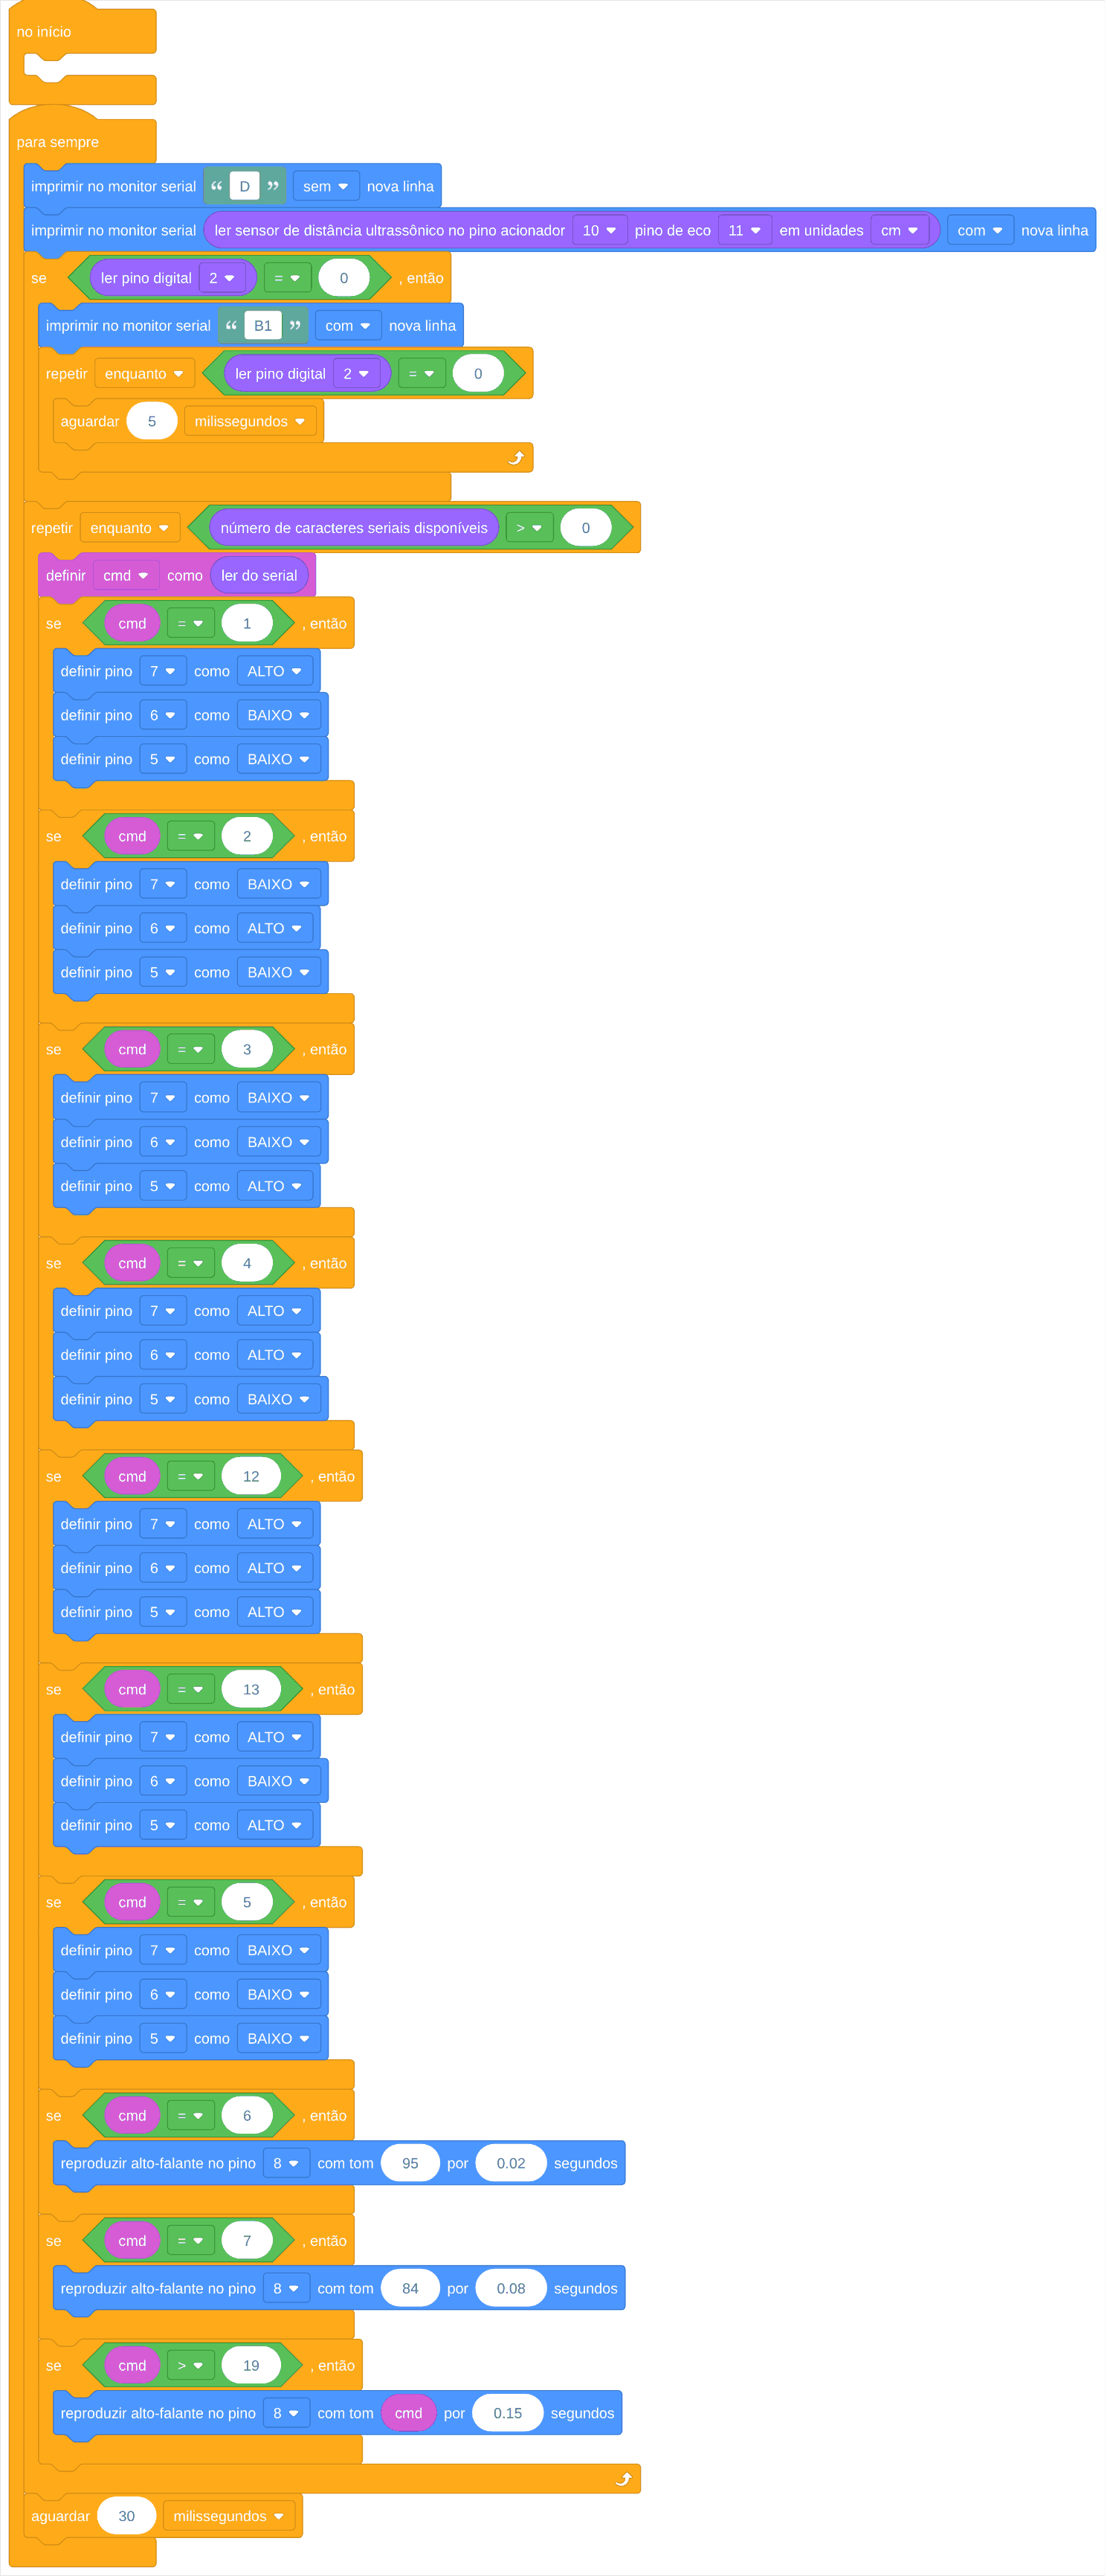 no início
para sempre
imprimir no monitor serial “ D ” sem nova linha
imprimir no monitor serial ler sensor de distância ultrassônico no pino acionador 10 pino de eco 11 em unidades cm com nova linha
se ler pino digital 2 = 0 , então
imprimir no monitor serial “ B1 ” com nova linha
repetir enquanto ler pino digital 2 = 0
aguardar 5 milissegundos
repetir enquanto número de caracteres seriais disponíveis > 0
definir cmd como ler do serial
se cmd = 1 , então
definir pino 7 como ALTO
definir pino 6 como BAIXO
definir pino 5 como BAIXO
se cmd = 2 , então
definir pino 7 como BAIXO
definir pino 6 como ALTO
definir pino 5 como BAIXO
se cmd = 3 , então
definir pino 7 como BAIXO
definir pino 6 como BAIXO
definir pino 5 como ALTO
se cmd = 4 , então
definir pino 7 como ALTO
definir pino 6 como ALTO
definir pino 5 como BAIXO
se cmd = 12 , então
definir pino 7 como ALTO
definir pino 6 como ALTO
definir pino 5 como ALTO
se cmd = 13 , então
definir pino 7 como ALTO
definir pino 6 como BAIXO
definir pino 5 como ALTO
se cmd = 5 , então
definir pino 7 como BAIXO
definir pino 6 como BAIXO
definir pino 5 como BAIXO
se cmd = 6 , então
reproduzir alto-falante no pino 8 com tom 95 por 0.02 segundos
se cmd = 7 , então
reproduzir alto-falante no pino 8 com tom 84 por 0.08 segundos
se cmd > 19 , então
reproduzir alto-falante no pino 8 com tom cmd por 0.15 segundos
aguardar 30 milissegundos